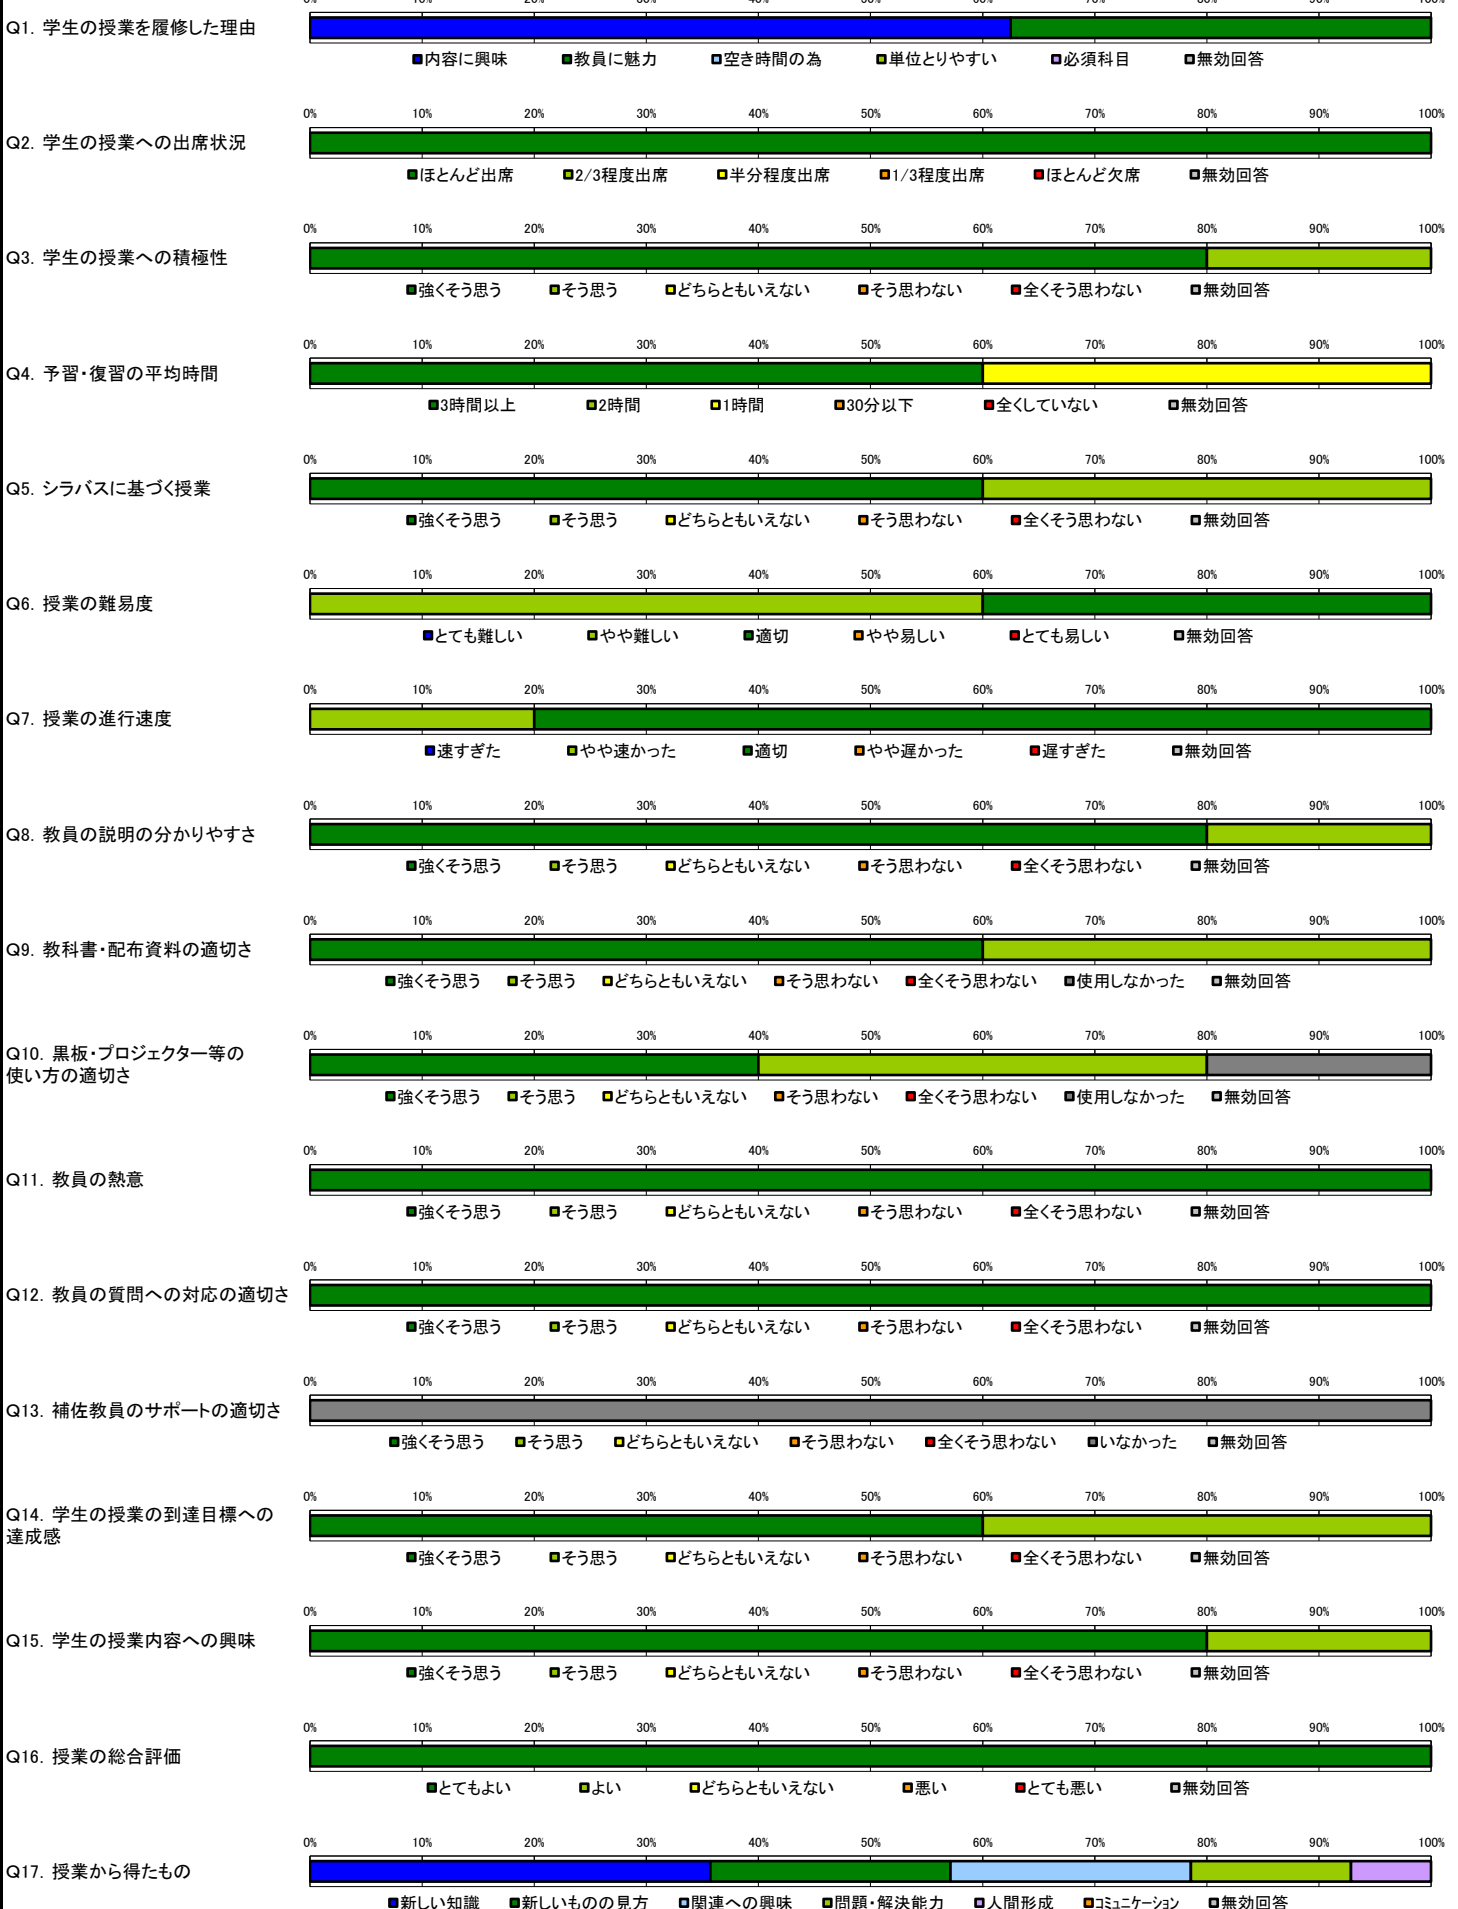 Q1. 学生の授業を履修した理由
■内容に興味 ■教員に魅力 ■空き時間の為 ■単位とりやすい ■必須科目 ■無効回答
0% 10% 20% 30% 40% 50% 60% 70% 80% 90% 100%
Q2. 学生の授業への出席状況
■ほとんど出席 ■2/3程度出席 ■半分程度出席 ■1/3程度出席 ■ほとんど欠席 ■無効回答
0% 10% 20% 30% 40% 50% 60% 70% 80% 90% 100%
Q3. 学生の授業への積極性
■強くそう思う ■そう思う ■どちらともいえない ■そう思わない ■全くそう思わない ■無効回答
0% 10% 20% 30% 40% 50% 60% 70% 80% 90% 100%
Q4. 予習・復習の平均時間
■3時間以上 ■2時間 ■1時間 ■30分以下 ■全くしていない ■無効回答
0% 10% 20% 30% 40% 50% 60% 70% 80% 90% 100%
Q5. シラバスに基づく授業
■強くそう思う ■そう思う ■どちらともいえない ■そう思わない ■全くそう思わない ■無効回答
0% 10% 20% 30% 40% 50% 60% 70% 80% 90% 100%
Q6. 授業の難易度
■とても難しい ■やや難しい ■適切 ■やや易しい ■とても易しい ■無効回答
0% 10% 20% 30% 40% 50% 60% 70% 80% 90% 100%
Q7. 授業の進行速度
■速すぎた ■やや速かった ■適切 ■やや遅かった ■遅すぎた ■無効回答
0% 10% 20% 30% 40% 50% 60% 70% 80% 90% 100%
Q8. 教員の説明の分かりやすさ
■強くそう思う ■そう思う ■どちらともいえない ■そう思わない ■全くそう思わない ■無効回答
0% 10% 20% 30% 40% 50% 60% 70% 80% 90% 100%
Q9. 教科書・配布資料の適切さ
■強くそう思う ■そう思う ■どちらともいえない ■そう思わない ■全くそう思わない ■使用しなかった ■無効回答
0% 10% 20% 30% 40% 50% 60% 70% 80% 90% 100%
Q10. 黒板・プロジェクター等の
使い方の適切さ
■強くそう思う ■そう思う ■どちらともいえない ■そう思わない ■全くそう思わない ■使用しなかった ■無効回答
0% 10% 20% 30% 40% 50% 60% 70% 80% 90% 100%
Q11. 教員の熱意
■強くそう思う ■そう思う ■どちらともいえない ■そう思わない ■全くそう思わない ■無効回答
0% 10% 20% 30% 40% 50% 60% 70% 80% 90% 100%
Q12. 教員の質問への対応の適切さ
■強くそう思う ■そう思う ■どちらともいえない ■そう思わない ■全くそう思わない ■無効回答
0% 10% 20% 30% 40% 50% 60% 70% 80% 90% 100%
Q13. 補佐教員のサポートの適切さ
■強くそう思う ■そう思う ■どちらともいえない ■そう思わない ■全くそう思わない ■いなかった ■無効回答
0% 10% 20% 30% 40% 50% 60% 70% 80% 90% 100%
Q14. 学生の授業の到達目標への
達成感
■強くそう思う ■そう思う ■どちらともいえない ■そう思わない ■全くそう思わない ■無効回答
0% 10% 20% 30% 40% 50% 60% 70% 80% 90% 100%
Q15. 学生の授業内容への興味
■強くそう思う ■そう思う ■どちらともいえない ■そう思わない ■全くそう思わない ■無効回答
0% 10% 20% 30% 40% 50% 60% 70% 80% 90% 100%
Q16. 授業の総合評価
■とてもよい ■よい ■どちらともいえない ■悪い ■とても悪い ■無効回答
0% 10% 20% 30% 40% 50% 60% 70% 80% 90% 100%
Q17. 授業から得たもの
■新しい知識 ■新しいものの見方 ■関連への興味 ■問題・解決能力 ■人間形成 ■コミュニケーション ■無効回答